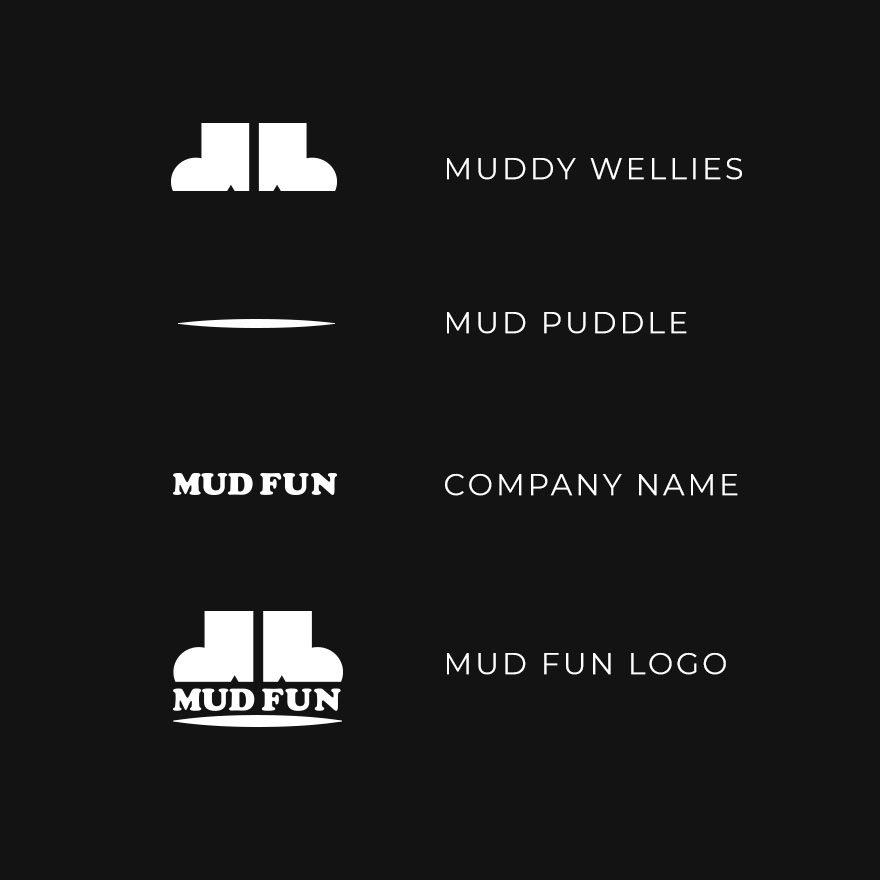 MUDDY WELLIES
MUD PUDDLE
MUD FUN
COMPANY NAME
MUD FUN LOGO
MUD FUN